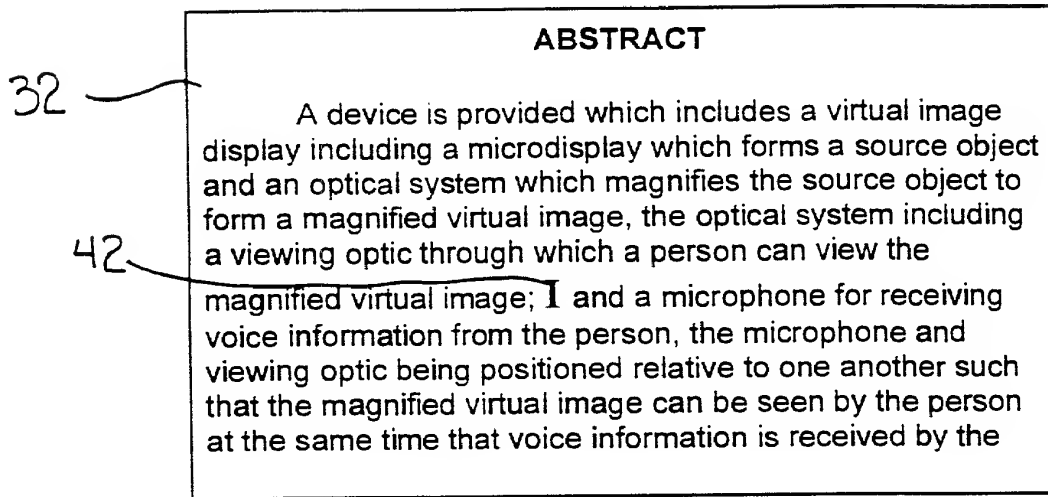 ABSTRACT
32
A device is provided which includes a virtual image
display including a microdisplay which forms a source object
and an optical system which magnifies the source object to
form a magnified virtual image, the optical system including
42
a viewing optic through which a person can view the
magnified virtual image; I and a microphone for receiving
voice information from the person, the microphone and
viewing optic being positioned relative to one another such
that the magnified virtual image can be seen by the person
at the same time that voice information is received by the